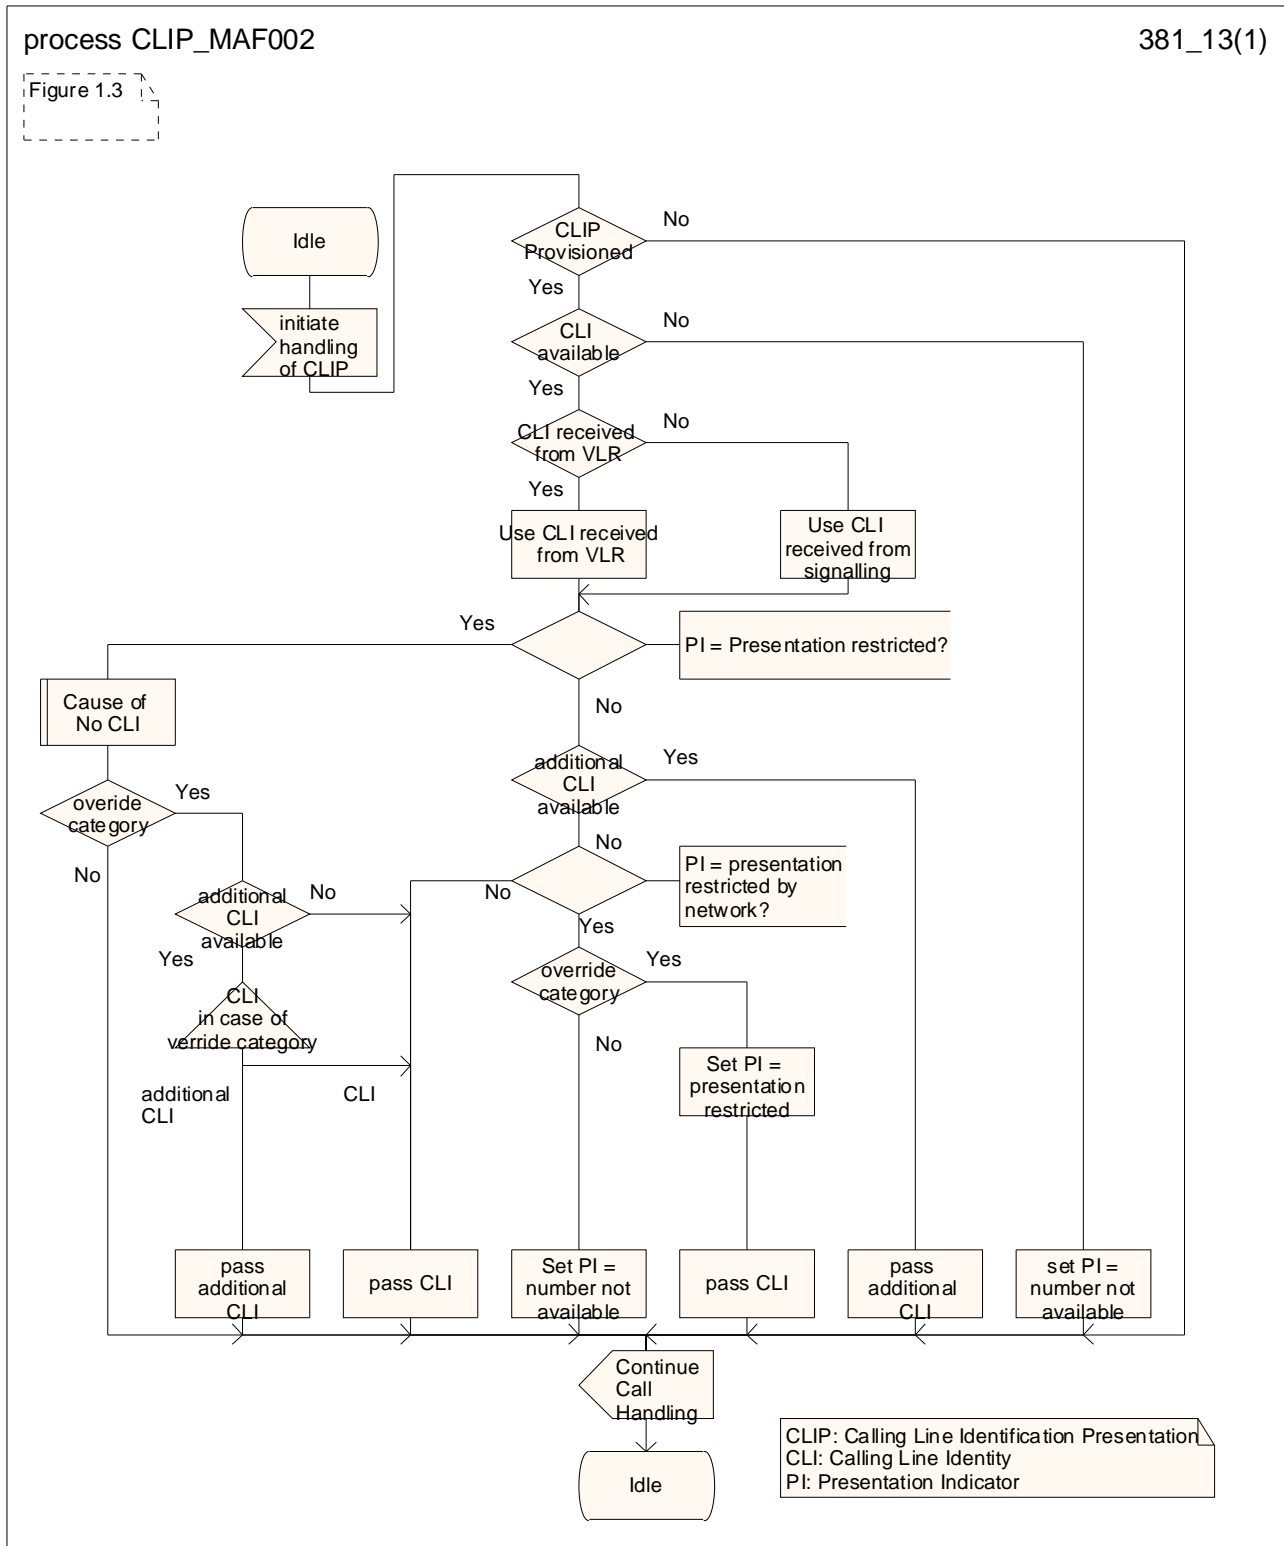 process CLIP_MAF002
381_13(1)
Figure 1.3
Idle
initiate
handling
of CLIP
CLIP
Provisioned
No
Yes
CLI
available
No
Yes
CLI received
from VLR
No
Yes
Use CLI received
from VLR
Use CLI
received from
signalling
Yes
PI = Presentation restricted?
No
Cause of
No CLI
additional
CLI
available
Yes
No
overide
category
Yes
No
PI = presentation
restricted by
network?
No
Yes
additional
CLI
available
No
Yes
override
category
Yes
No
CLI
in case of
verride category
additional
CLI
CLI
Set PI =
presentation
restricted
pass
additional
CLI
pass CLI
Set PI =
number not
available
pass CLI
pass
additional
CLI
set PI =
number not
available
Continue
Call
Handling
Idle
CLIP: Calling Line Identification Presentation
CLI: Calling Line Identity
PI: Presentation Indicator